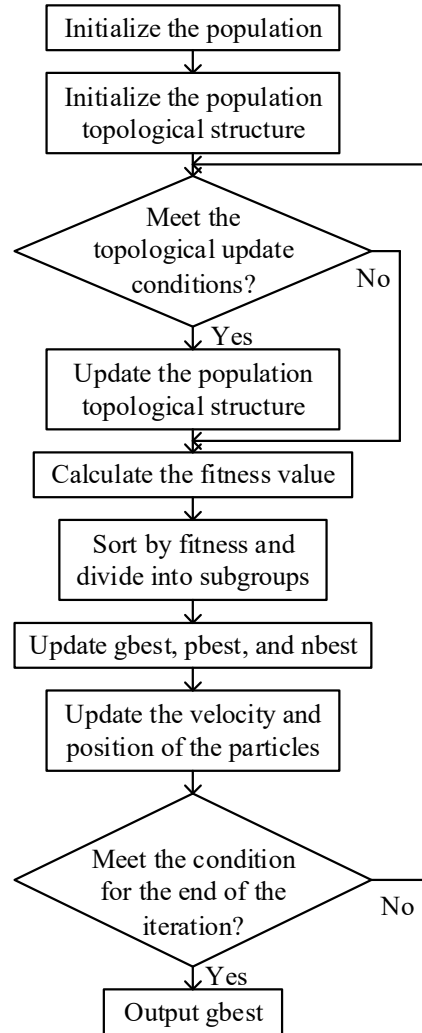 Initialize the population
Initialize the population
topological structure
Meet the
topological update
conditions?
No
Yes
Update the population
topological structure
Calculate the fitness value
Sort by fitness and
divide into subgroups
Update gbest, pbest, and nbest
Update the velocity and
position of the particles
Meet the condition
for the end of the
iteration?
No
Yes
Output gbest